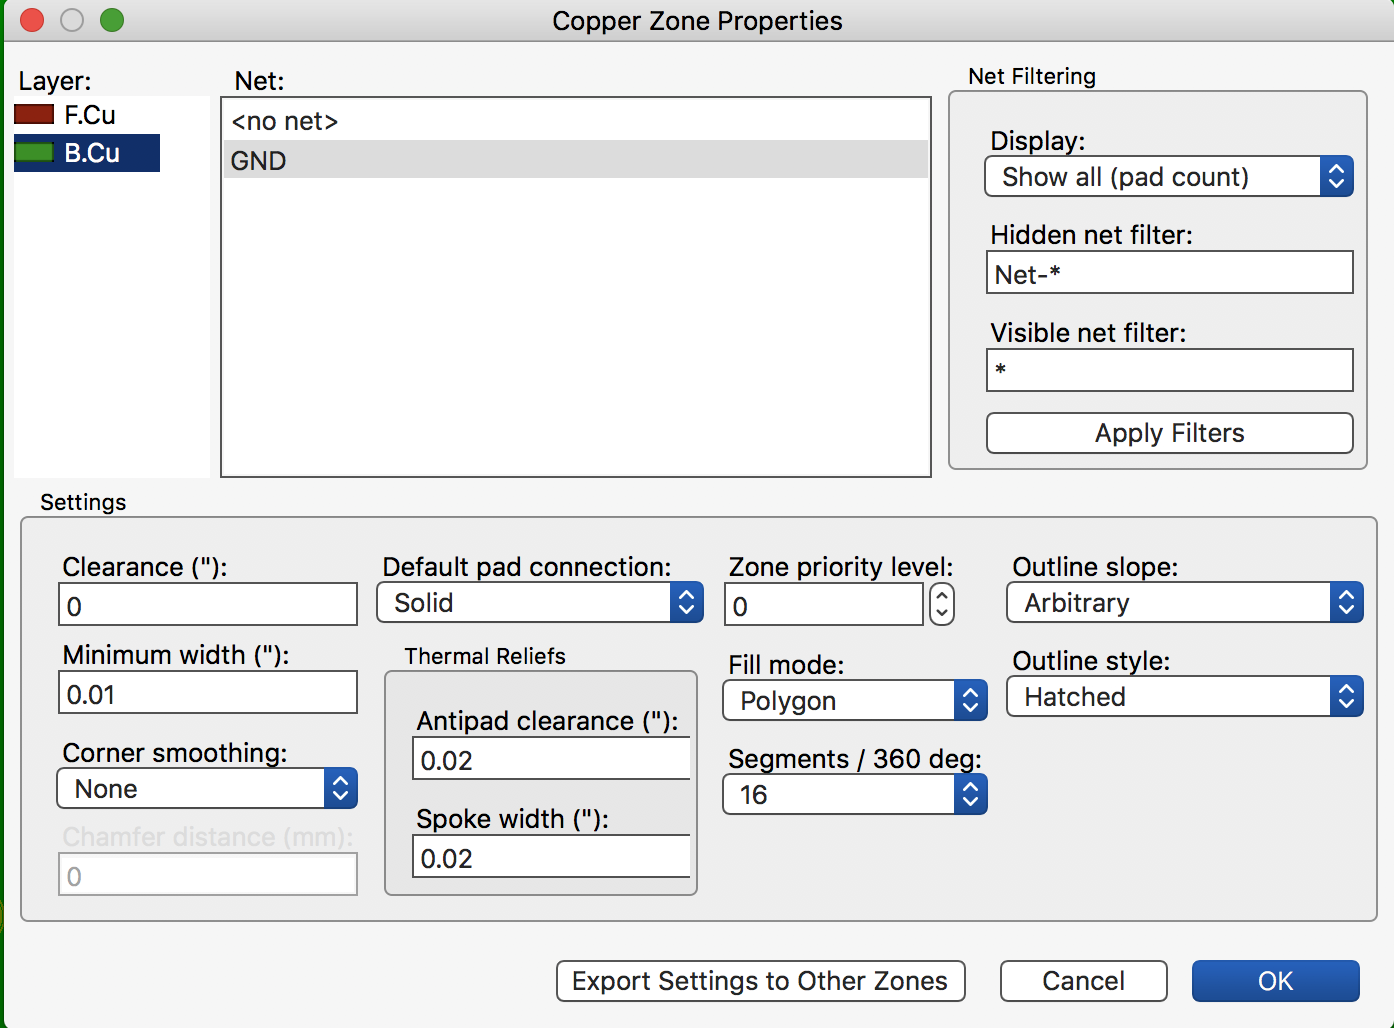 Copper Zone Properties
Layer:
F.Cu
B.Cu
Net:
<no net>
GND
Net Filtering
Display:
Show all (pad count)
Hidden net filter:
Net-*
Visible net filter:
*
Apply Filters
Settings
Clearance ("):
0
Minimum width ("):
0.01
Corner smoothing:
None
Chamfer distance (mm):
0
Default pad connection:
Solid
Thermal Reliefs
Antipad clearance ("):
0.02
Spoke width ("):
0.02
Zone priority level:
0
Fill mode:
Polygon
Segments / 360 deg:
16
Outline slope:
Arbitrary
Outline style:
Hatched
Export Settings to Other Zones
Cancel
OK